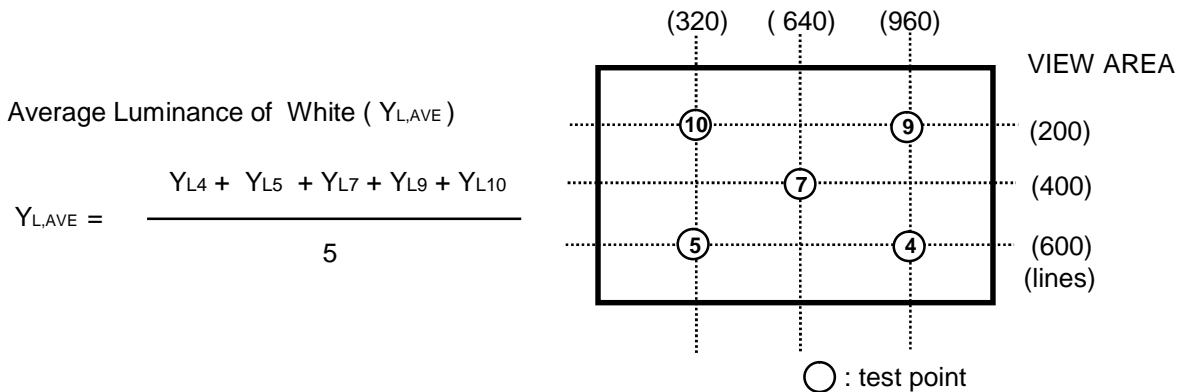 (320) ( 640) (960)
VIEW AREA
Average Luminance of White ( YL,AVE )
10 9 (200)
YL4 + YL5 + YL7 + YL9 + YL10
7 (400)
YL,AVE =
5
5 4 (600)
(lines)
: test point